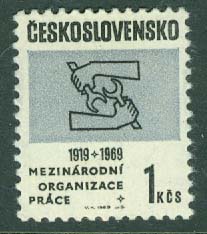 ČESKOSLOVENSKO
1919+1969
MEZINÁRODNÍ
ORGANIZACE
PRÁCE
1 KČS